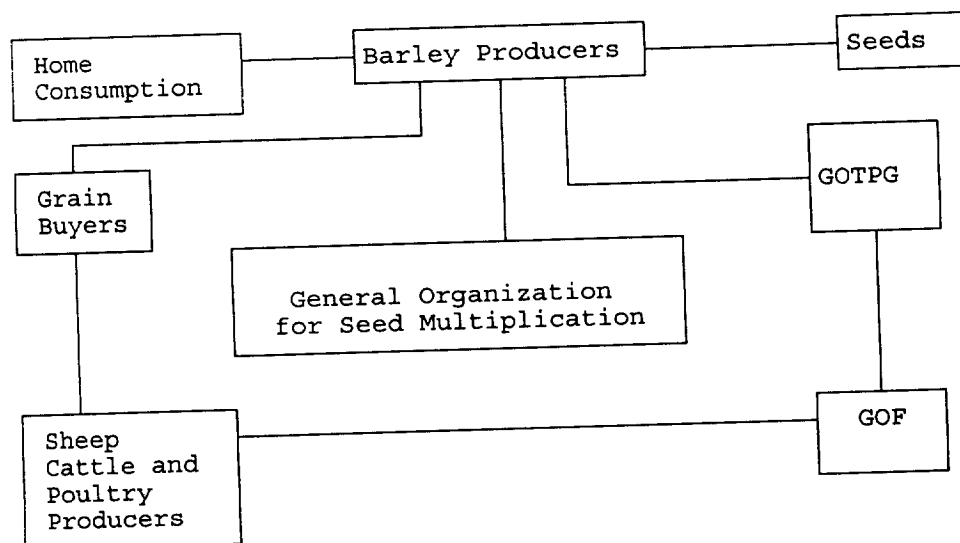 Home
Consumption
Barley Producers
Seeds
Grain
Buyers
GOTPG
General Organization
for Seed Multiplication
Sheep
Cattle and
Poultry
Producers
GOF